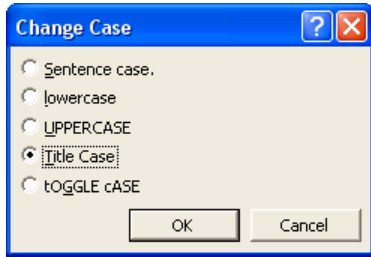 Change Case
Sentence case.
lowercase
UPPERCASE
Title Case
tOGGLE cASE
OK Cancel